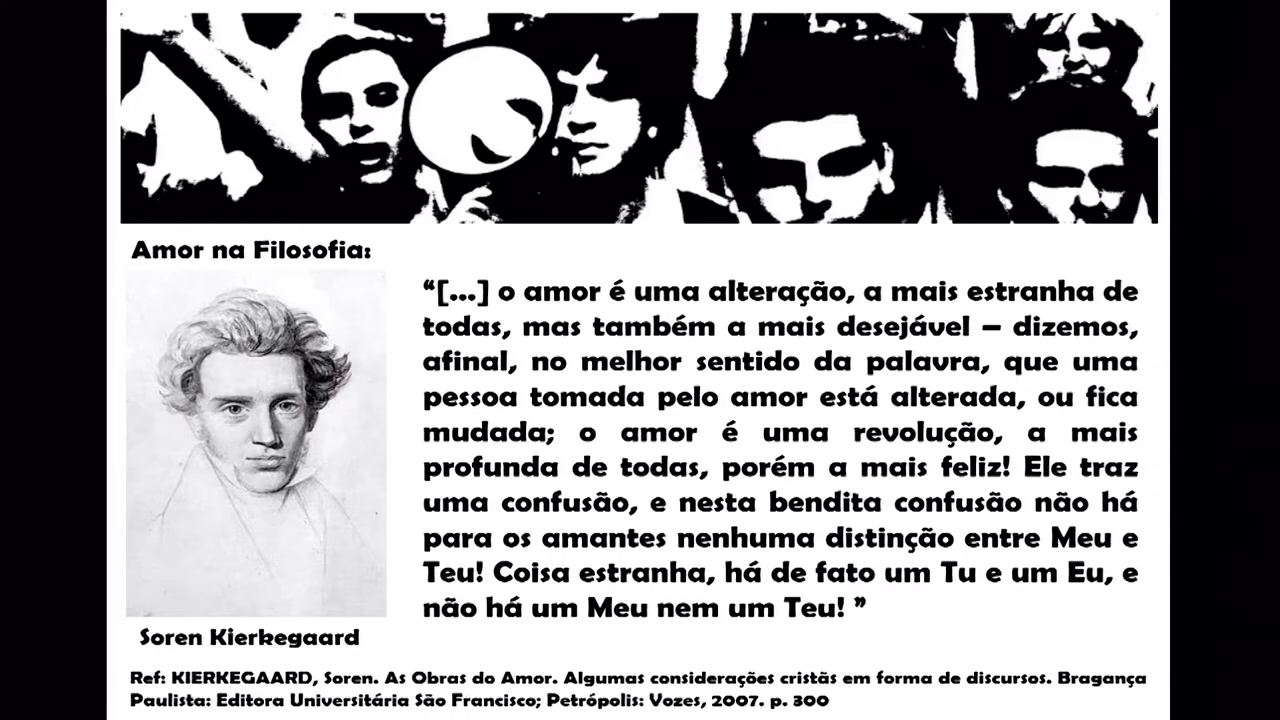 Amor na Filosofia:
“[...] o amor é uma alteração, a mais estranha de
todas, mas também a mais desejável – dizemos,
afinal, no melhor sentido da palavra, que uma
pessoa tomada pelo amor está alterada, ou fica
mudada; o amor é uma revolução, a mais
profunda de todas, porém a mais feliz! Ele traz
uma confusão, e nesta bendita confusão não há
para os amantes nenhuma distinção entre Meu e
Teu! Coisa estranha, há de fato um Tu e um Eu, e
não há um Meu nem um Teu! ”
Soren Kierkegaard
Ref: KIERKEGAARD, Soren. As Obras do Amor. Algumas considerações cristãs em forma de discursos. Bragança
Paulista: Editora Universitária São Francisco; Petrópolis: Vozes, 2007. p. 300